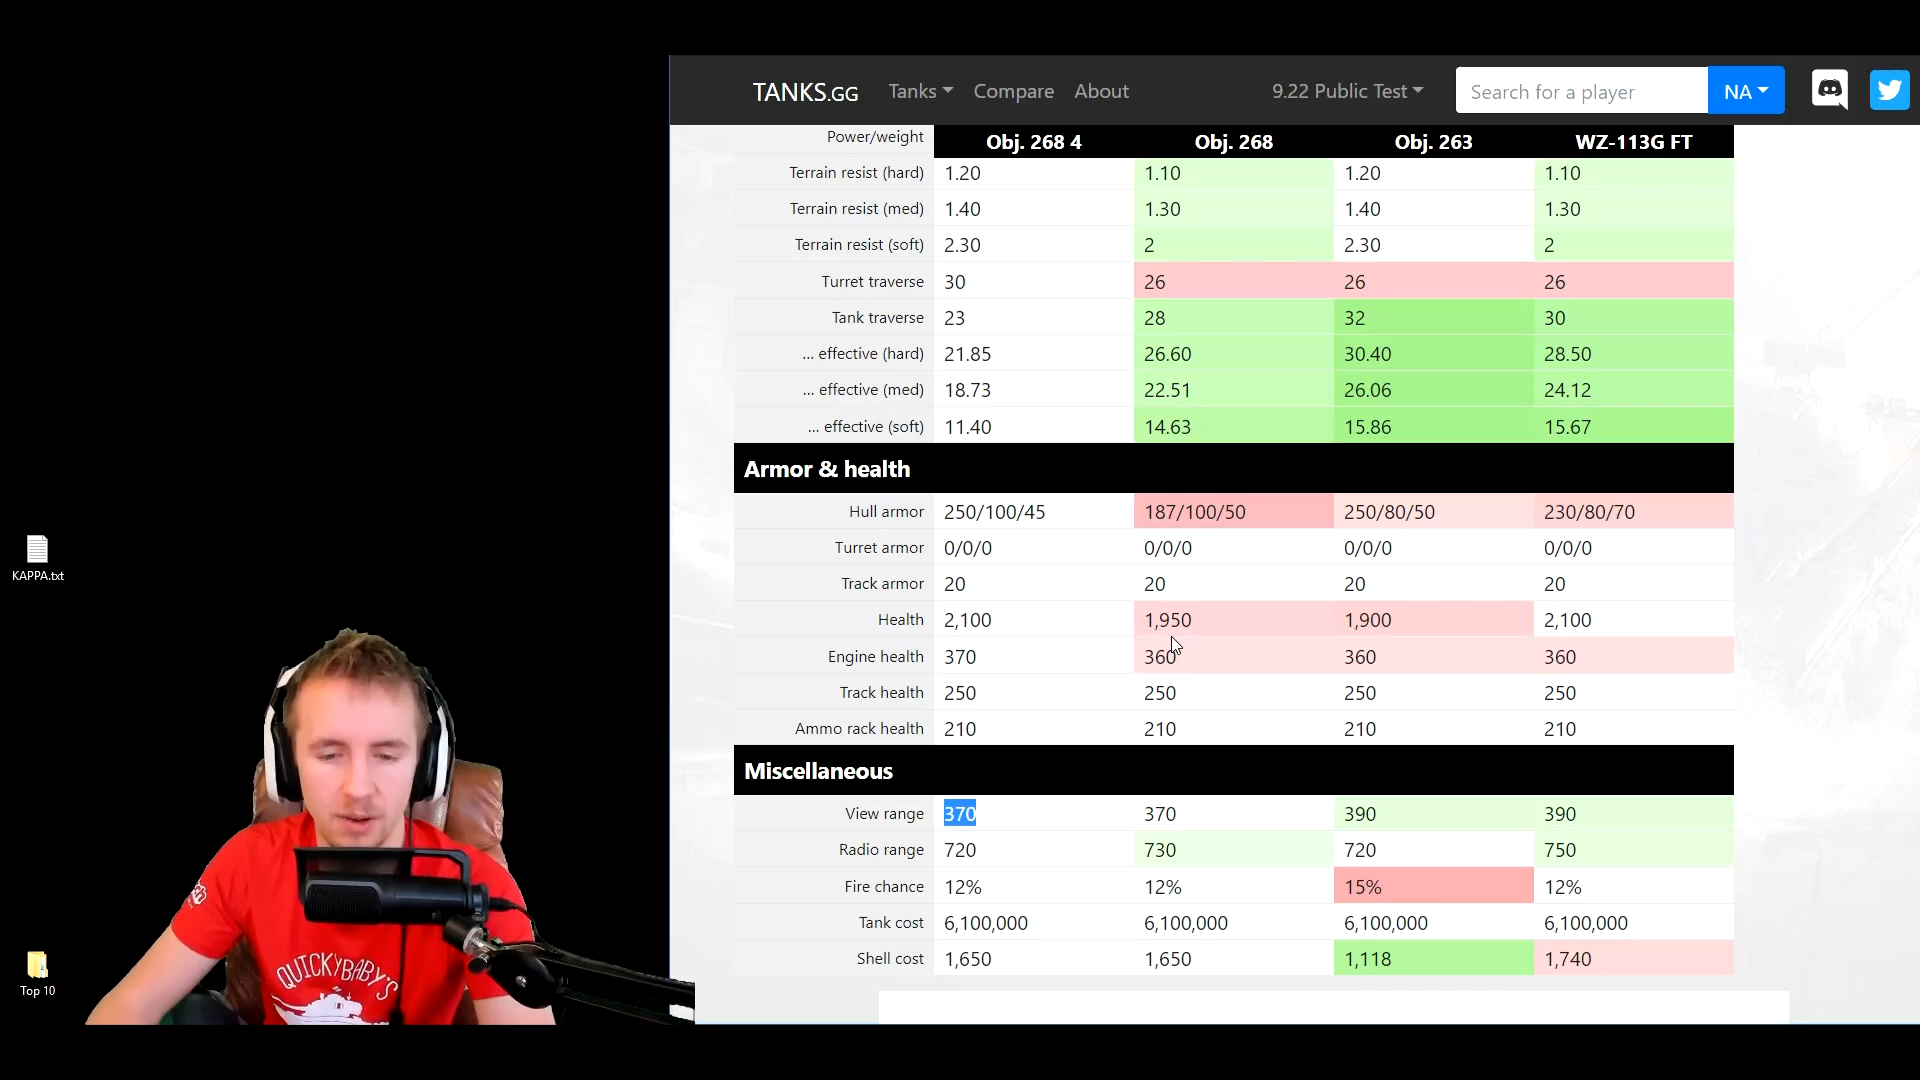 TANKS.GG Tanks Compare About 9.22 Public Test Search for a player NA
Power/weight Obj. 268 4 Obj. 268 Obj. 263 WZ-113G FT
Terrain resist (hard) 1.20 1.10 1.20 1.10
Terrain resist (med) 1.40 1.30 1.40 1.30
Terrain resist (soft) 2.30 2 2.30 2
Turret traverse 30 26 26 26
Tank traverse 23 28 32 30
... effective (hard) 21.85 26.60 30.40 28.50
... effective (med) 18.73 22.51 26.06 24.12
... effective (soft) 11.40 14.63 15.86 15.67
Armor & health
Hull armor 250/100/45 187/100/50 250/80/50 230/80/70
Turret armor 0/0/0 0/0/0 0/0/0 0/0/0
Track armor 20 20 20 20
Health 2,100 1,950 1,900 2,100
Engine health 370 360 360 360
Track health 250 250 250 250
Ammo rack health 210 210 210 210
Miscellaneous
View range 370 370 390 390
Radio range 720 730 720 750
Fire chance 12% 12% 15% 12%
Tank cost 6,100,000 6,100,000 6,100,000 6,100,000
Shell cost 1,650 1,650 1,118 1,740
KAPPA.txt
Top 10
QUICKYBABY'S